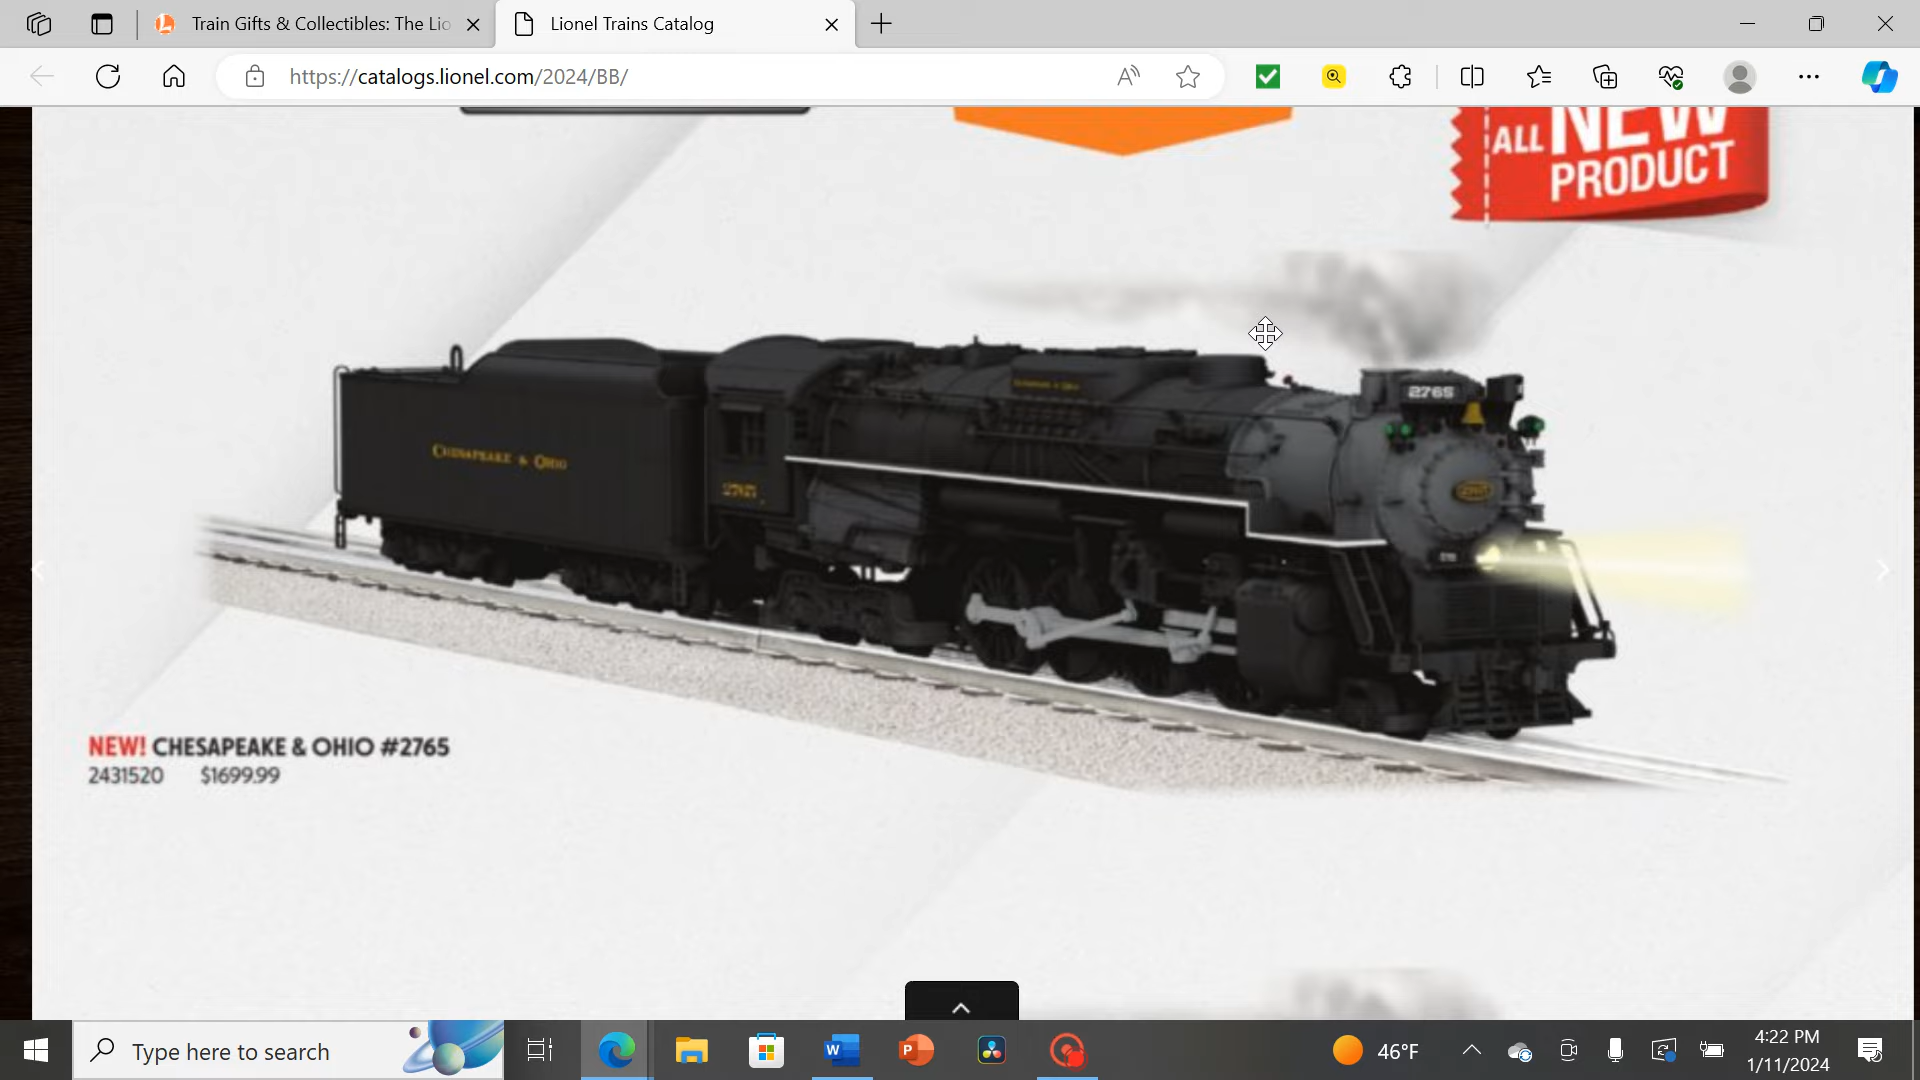 Train Gifts & Collectibles: The Lio
Lionel Trains Catalog
https://catalogs.lionel.com/2024/BB/
ALL NEW
PRODUCT
2765
CHESAPEAKE & OHIO
CHESAPEAKE & OHIO
NEW! CHESAPEAKE & OHIO #2765
2431520 $1699.99
Type here to search
46°F
4:22 PM
1/11/2024